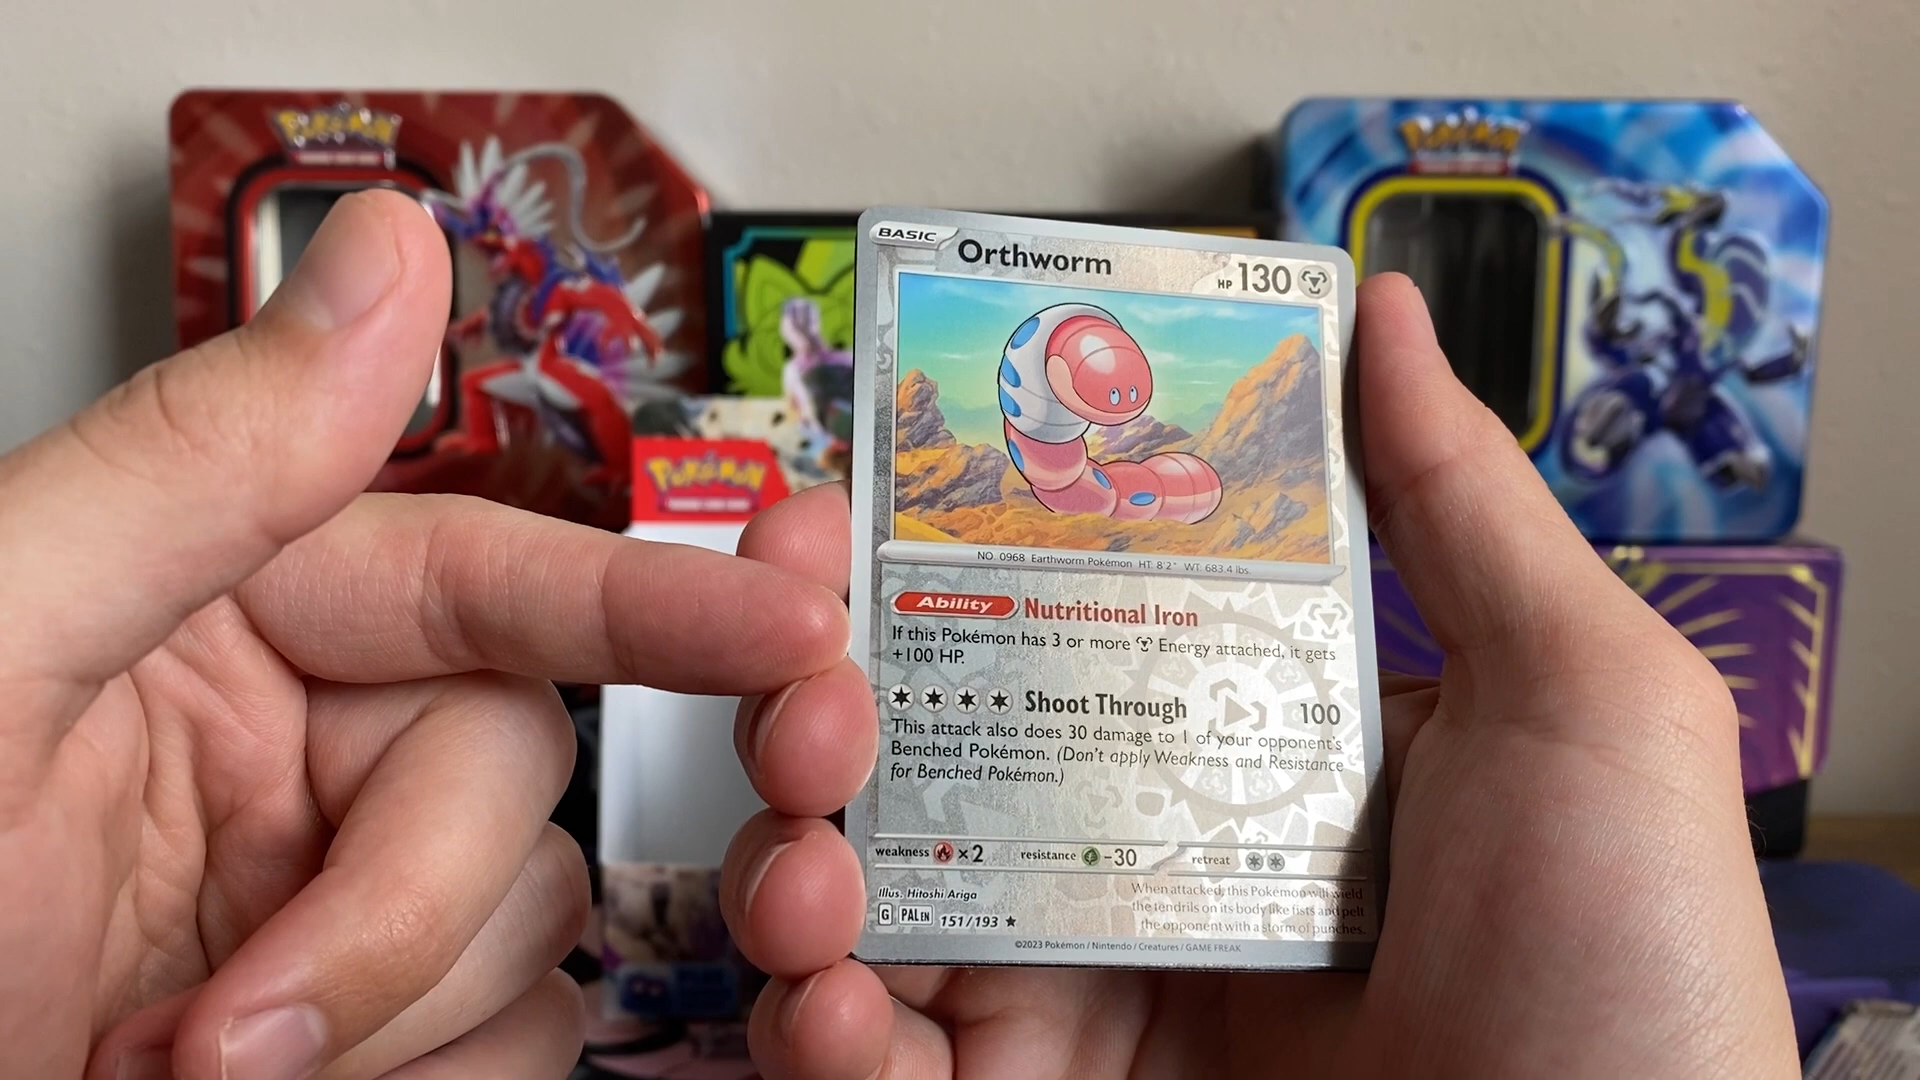 Pokémon
Pokémon
Pokémon
BASIC
Orthworm
HP 130
NO. 0968 Earthworm Pokémon HT: 8'2" WT: 683.4 lbs.
Ability Nutritional Iron
If this Pokémon has 3 or more Energy attached, it gets
+100 HP.
Shoot Through 100
This attack also does 30 damage to 1 of your opponent's
Benched Pokémon. (Don't apply Weakness and Resistance
for Benched Pokémon.)
weakness ×2 resistance -30 retreat
Illus. Hitoshi Ariga
G PAL EN 151/193 ★
When attacked, this Pokémon will wield
the tendrils on its body like fists and pelt
the opponent with a storm of punches.
©2023 Pokémon / Nintendo / Creatures / GAME FREAK